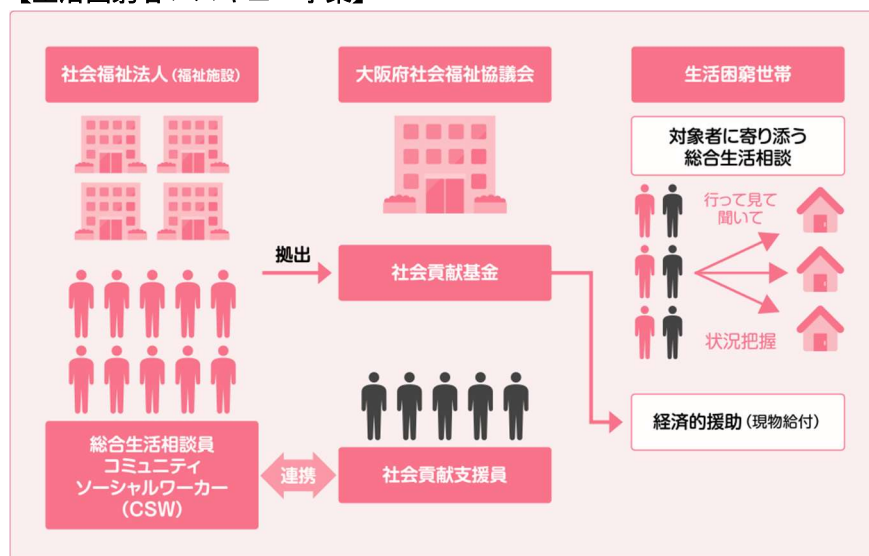 社会福祉法人(福祉施設)
大阪府社会福祉協議会
生活困窮世帯
対象者に寄り添う
総合生活相談
行って見て
聞いて
拠出
社会貢献基金
状況把握
経済的援助(現物給付)
総合生活相談員
コミュニティ
ソーシャルワーカー
(CSW)
連携
社会貢献支援員